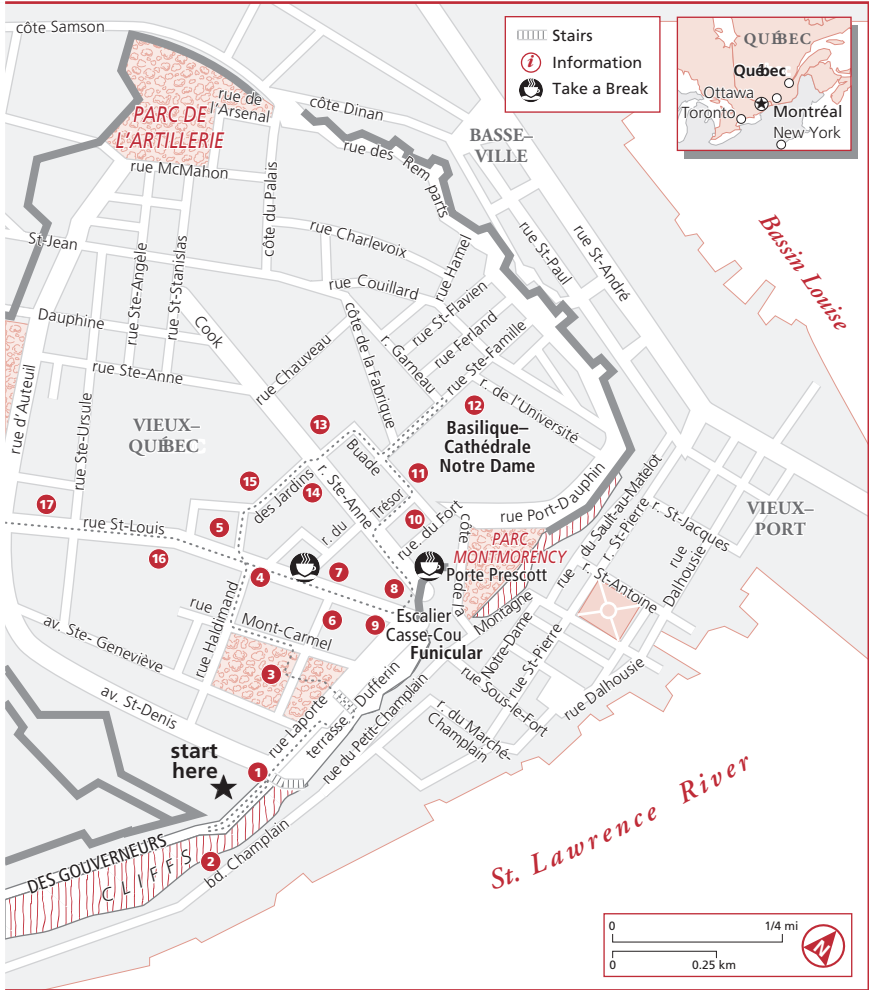 côte Samson
PARC DE
L'ARTILLERIE
rue de
l'Arsenal
côte Dinan
rue des Remparts
BASSE–
VILLE
Stairs
i Information
Take a Break
QUÉBEC
Québec
Ottawa
Toronto
Montréal
New York
Bassin Louise
rue McMahon
St-Jean
côte du Palais
rue Charlevoix
rue Couillard
rue Hamel
rue St-Paul
rue St-André
rue Ste-Angèle
rue St-Stanislas
Dauphine
Cook
rue Ste-Anne
rue Chauveau
côte de la Fabrique
r. Garneau
rue St-Flavien
rue Ferland
rue Ste-Famille
r. de l'Université
rue d'Auteuil
rue Ste-Ursule
VIEUX–
QUÉBEC
12
Basilique–
Cathédrale
Notre Dame
13
Buade
11
15
des Jardins
14
r. Ste-Anne
r. du Trésor
10
rue. du Fort
côte de la
Montagne
rue Port-Dauphin
PARC
MONTMORENCY
Porte Prescott
rue du Sault-au-Matelot
r. St-Pierre
r. St-Jacques
rue
Dalhousie
r. St-Antoine
VIEUX–
PORT
17
rue St-Louis
5
16
4
7
8
6
9
Escalier
Casse-Cou
Funicular
rue
Mont-Carmel
rue Haldimand
av. Ste- Geneviève
3
av. St-Denis
rue Laporte
terrasse Dufferin
rue du Petit-Champlain
Notre-Dame
rue St-Pierre
rue Sous-le-Fort
r. du Marché-
Champlain
rue Dalhousie
start
here
1
2
DES GOUVERNEURS
CLIFFS
bd. Champlain
St. Lawrence River
0 1/4 mi
0 0.25 km
N